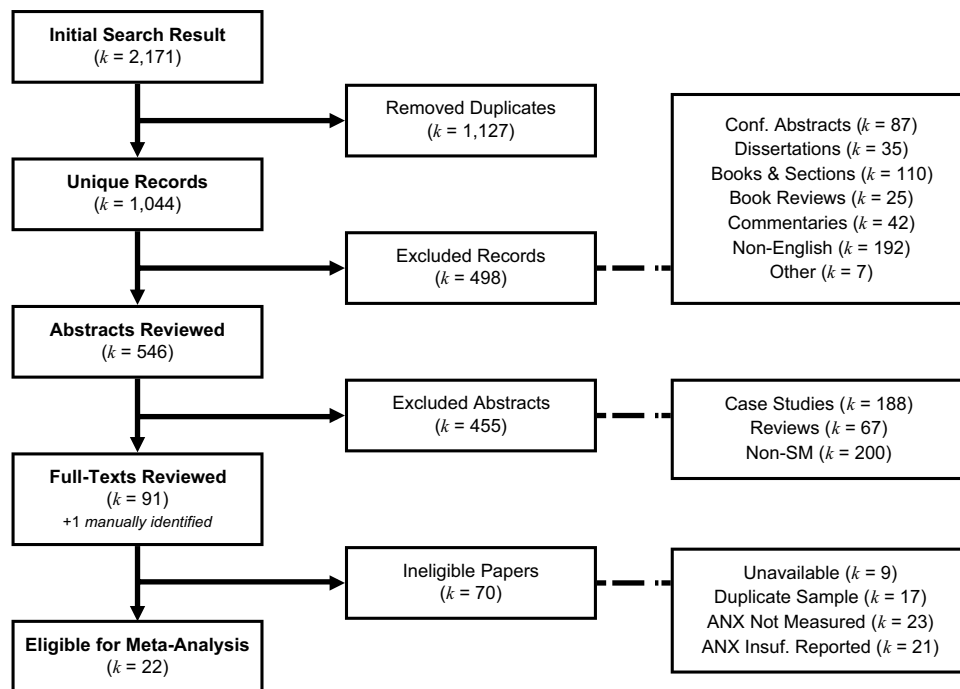 Initial Search Result
(k = 2,171)
Removed Duplicates
(k = 1,127)
Unique Records
(k = 1,044)
Excluded Records
(k = 498)
Conf. Abstracts (k = 87)
Dissertations (k = 35)
Books & Sections (k = 110)
Book Reviews (k = 25)
Commentaries (k = 42)
Non-English (k = 192)
Other (k = 7)
Abstracts Reviewed
(k = 546)
Excluded Abstracts
(k = 455)
Case Studies (k = 188)
Reviews (k = 67)
Non-SM (k = 200)
Full-Texts Reviewed
(k = 91)
+1 manually identified
Ineligible Papers
(k = 70)
Unavailable (k = 9)
Duplicate Sample (k = 17)
ANX Not Measured (k = 23)
ANX Insuf. Reported (k = 21)
Eligible for Meta-Analysis
(k = 22)